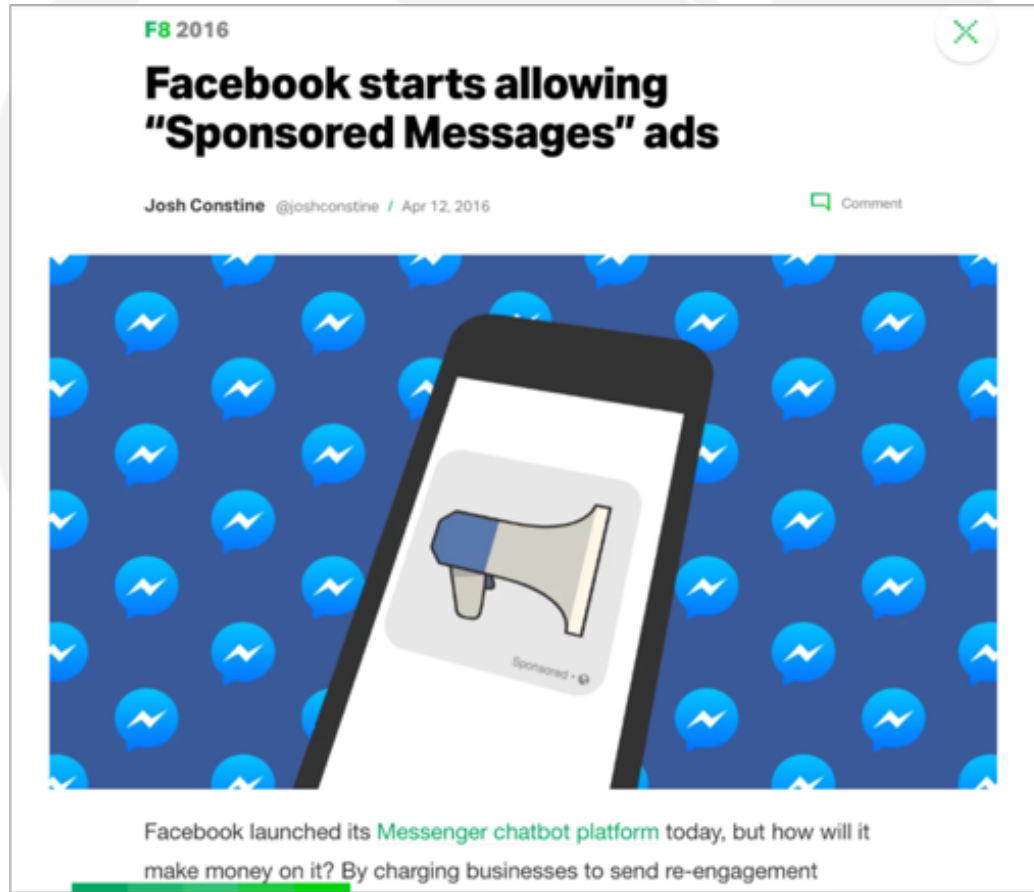 F8 2016
Facebook starts allowing
“Sponsored Messages” ads
Josh Constine @joshconstine / Apr 12, 2016
Comment
Sponsored •
Facebook launched its Messenger chatbot platform today, but how will it
make money on it? By charging businesses to send re-engagement